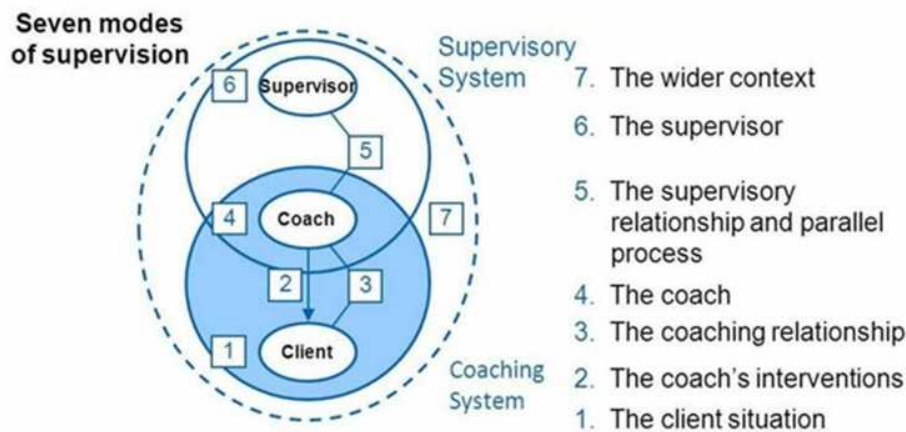 Seven modes
of supervision
Supervisory
System
6
Supervisor
5
4
Coach
7
2
3
1
Client
Coaching
System
7. The wider context
6. The supervisor
5. The supervisory
relationship and parallel
process
4. The coach
3. The coaching relationship
2. The coach's interventions
1. The client situation